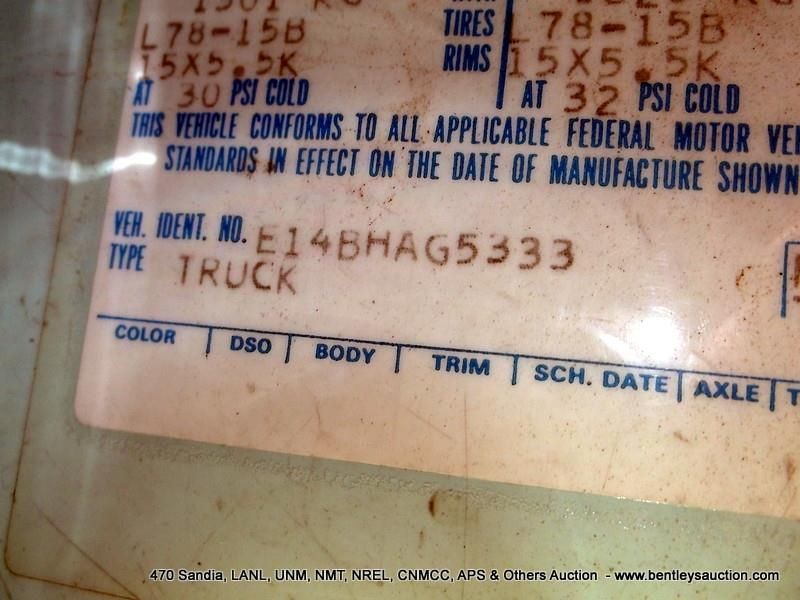 L78-15B TIRES L78-15B
15X5.5K RIMS 15X5.5K
AT 30 PSI COLD AT 32 PSI COLD
THIS VEHICLE CONFORMS TO ALL APPLICABLE FEDERAL MOTOR
STANDARDS IN EFFECT ON THE DATE OF MANUFACTURE SHOWN
VEH. IDENT. NO. E14BHAG5333
TYPE TRUCK
COLOR DSO BODY TRIM SCH. DATE AXLE
470 Sandia, LANL, UNM, NMT, NREL, CNMCC, APS & Others Auction - www.bentleysauction.com